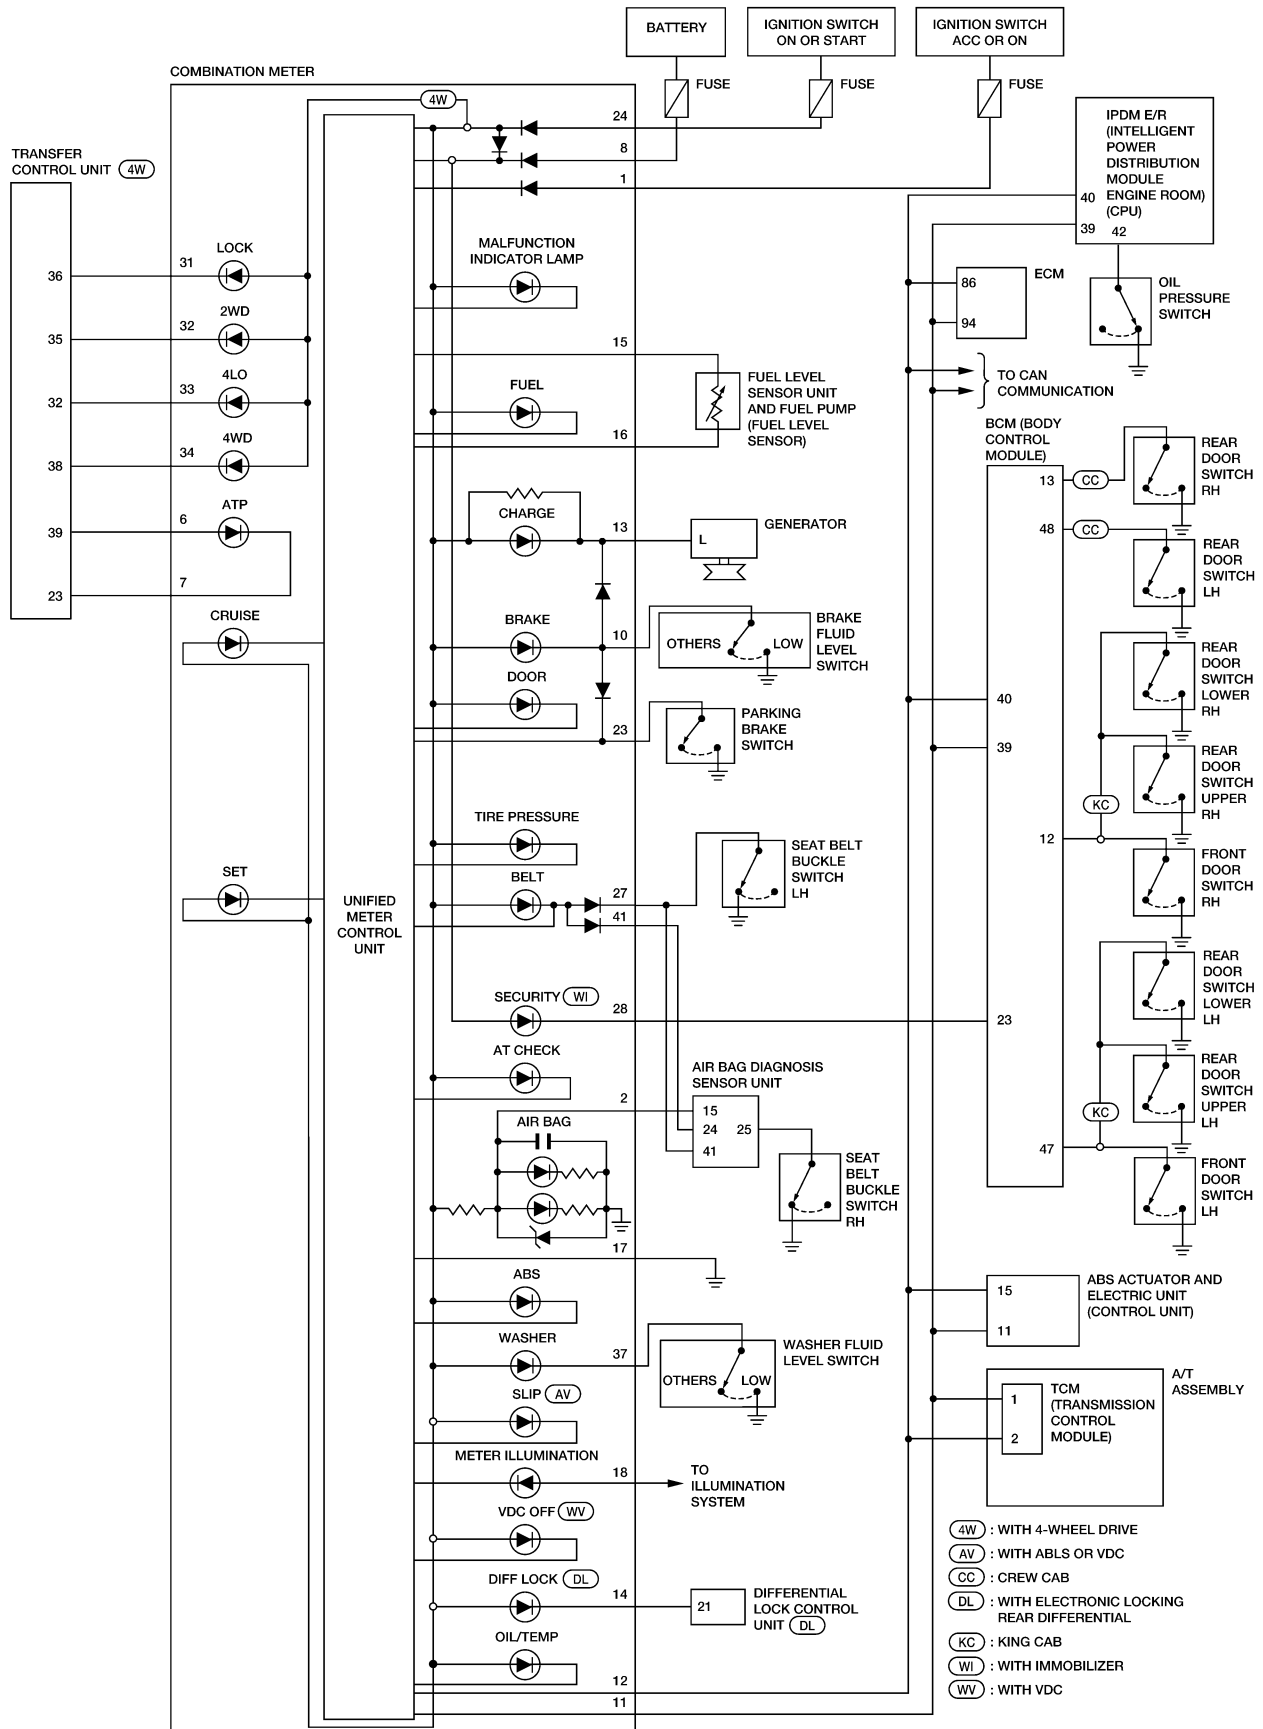 BATTERY
IGNITION SWITCH
ON OR START
IGNITION SWITCH
ACC OR ON
FUSE
FUSE
FUSE
COMBINATION METER
4W
24
8
1
TRANSFER
CONTROL UNIT 4W
36
35
32
38
39
23
31
LOCK
32
2WD
33
4LO
34
4WD
6
ATP
7
CRUISE
SET
UNIFIED
METER
CONTROL
UNIT
MALFUNCTION
INDICATOR LAMP
15
FUEL
16
FUEL LEVEL
SENSOR UNIT
AND FUEL PUMP
(FUEL LEVEL
SENSOR)
CHARGE
13
L
GENERATOR
BRAKE
10
OTHERS
LOW
BRAKE
FLUID
LEVEL
SWITCH
DOOR
23
PARKING
BRAKE
SWITCH
TIRE PRESSURE
BELT
27
41
SEAT BELT
BUCKLE
SWITCH
LH
SECURITY WI
28
AT CHECK
2
AIR BAG DIAGNOSIS
SENSOR UNIT
15
24
25
41
AIR BAG
SEAT
BELT
BUCKLE
SWITCH
RH
17
ABS
WASHER
37
OTHERS
LOW
WASHER FLUID
LEVEL SWITCH
SLIP AV
METER ILLUMINATION
18
TO
ILLUMINATION
SYSTEM
VDC OFF WV
DIFF LOCK DL
14
21
DIFFERENTIAL
LOCK CONTROL
UNIT DL
OIL/TEMP
12
11
IPDM E/R
(INTELLIGENT
POWER
DISTRIBUTION
MODULE
ENGINE ROOM)
(CPU)
40
39
42
ECM
86
94
OIL
PRESSURE
SWITCH
TO CAN
COMMUNICATION
BCM (BODY
CONTROL
MODULE)
13
CC
48
CC
40
39
12
KC
23
47
KC
REAR
DOOR
SWITCH
RH
REAR
DOOR
SWITCH
LH
REAR
DOOR
SWITCH
LOWER
RH
REAR
DOOR
SWITCH
UPPER
RH
FRONT
DOOR
SWITCH
RH
REAR
DOOR
SWITCH
LOWER
LH
REAR
DOOR
SWITCH
UPPER
LH
FRONT
DOOR
SWITCH
LH
15
11
ABS ACTUATOR AND
ELECTRIC UNIT
(CONTROL UNIT)
1
2
TCM
(TRANSMISSION
CONTROL
MODULE)
A/T
ASSEMBLY
4W : WITH 4-WHEEL DRIVE
AV : WITH ABLS OR VDC
CC : CREW CAB
DL : WITH ELECTRONIC LOCKING
REAR DIFFERENTIAL
KC : KING CAB
WI : WITH IMMOBILIZER
WV : WITH VDC